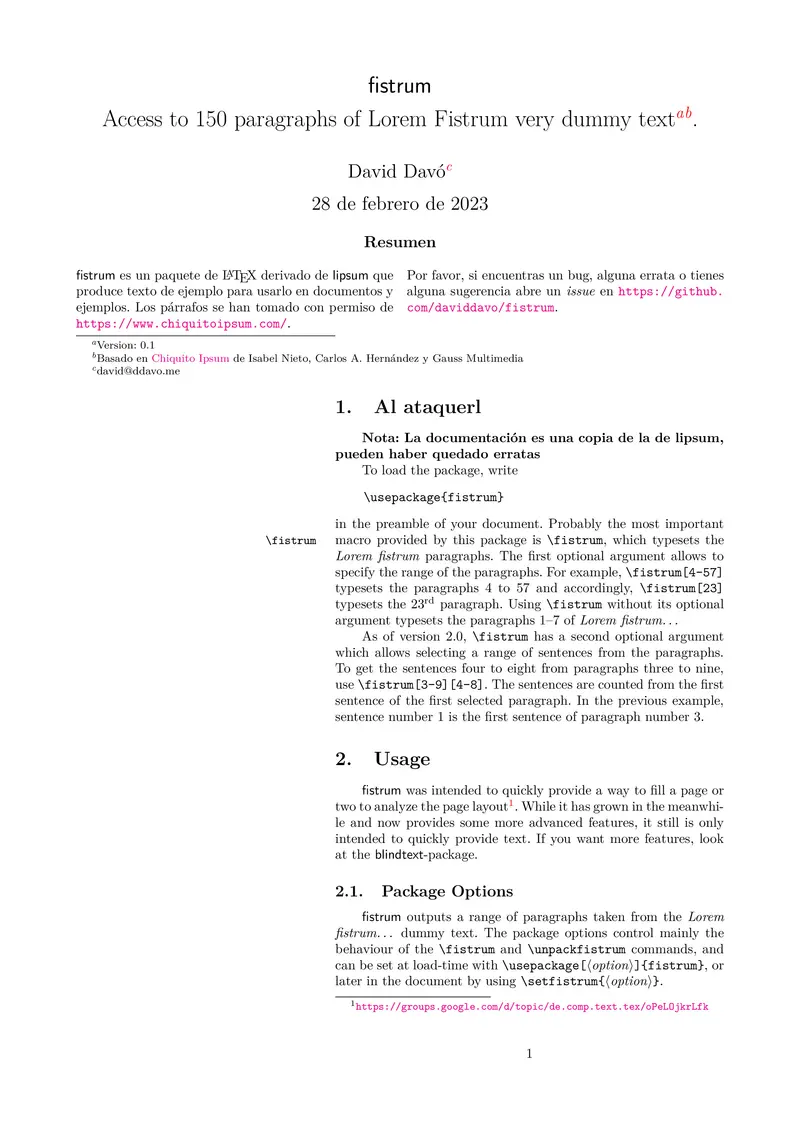 fistrum
Access to 150 paragraphs of Lorem Fistrum very dummy text^ab.
David Davó^c
28 de febrero de 2023
Resumen
fistrum es un paquete de LATEX derivado de lipsum que
produce texto de ejemplo para usarlo en documentos y
ejemplos. Los párrafos se han tomado con permiso de
https://www.chiquitoipsum.com/.
Por favor, si encuentras un bug, alguna errata o tienes
alguna sugerencia abre un issue en https://github.
com/daviddavo/fistrum.
^aVersion: 0.1
^bBasado en Chiquito Ipsum de Isabel Nieto, Carlos A. Hernández y Gauss Multimedia
^cdavid@ddavo.me
1. Al ataquerl
Nota: La documentación es una copia de la de lipsum,
pueden haber quedado erratas
To load the package, write
\usepackage{fistrum}
in the preamble of your document. Probably the most important
\fistrum
macro provided by this package is \fistrum, which typesets the
Lorem fistrum paragraphs. The first optional argument allows to
specify the range of the paragraphs. For example, \fistrum[4-57]
typesets the paragraphs 4 to 57 and accordingly, \fistrum[23]
typesets the 23rd paragraph. Using \fistrum without its optional
argument typesets the paragraphs 1–7 of Lorem fistrum...
As of version 2.0, \fistrum has a second optional argument
which allows selecting a range of sentences from the paragraphs.
To get the sentences four to eight from paragraphs three to nine,
use \fistrum[3-9][4-8]. The sentences are counted from the first
sentence of the first selected paragraph. In the previous example,
sentence number 1 is the first sentence of paragraph number 3.
2. Usage
fistrum was intended to quickly provide a way to fill a page or
two to analyze the page layout^1. While it has grown in the meanwhi-
le and now provides some more advanced features, it still is only
intended to quickly provide text. If you want more features, look
at the blindtext-package.
2.1. Package Options
fistrum outputs a range of paragraphs taken from the Lorem
fistrum... dummy text. The package options control mainly the
behaviour of the \fistrum and \unpackfistrum commands, and
can be set at load-time with \usepackage[⟨option⟩]{fistrum}, or
later in the document by using \setfistrum{⟨option⟩}.
^1https://groups.google.com/d/topic/de.comp.text.tex/oPeLOjkrLfk
1